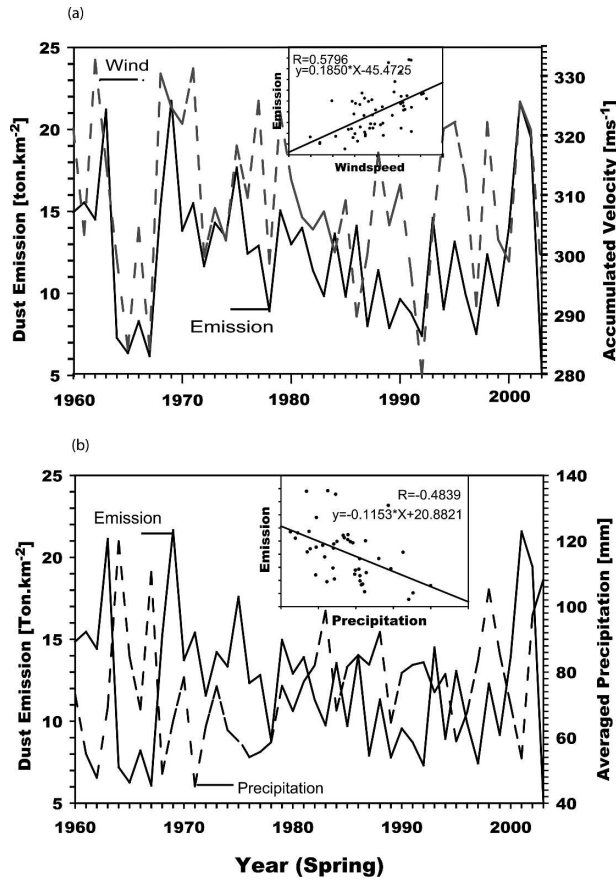 (a)
25
20
15
10
5
Dust Emission [ton.km-2]
Wind
Emission
R=0.5796
y=0.1850*X-45.4725
Emission
Windspeed
330
320
310
300
290
280
Accumulated Velocity [ms-1]
1960 1970 1980 1990 2000
(b)
25
20
15
10
5
Dust Emission [Ton.km-2]
Emission
Precipitation
R=-0.4839
y=-0.1153*X+20.8821
Emission
Precipitation
140
120
100
80
60
40
Averaged Precipitation [mm]
1960 1970 1980 1990 2000
Year (Spring)